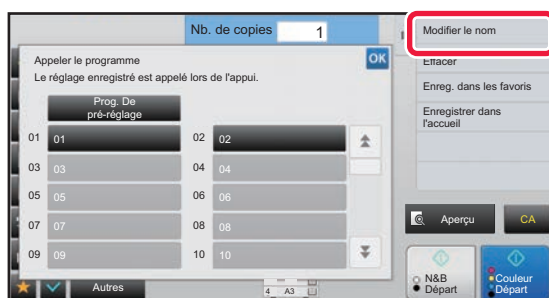 Nb. de copies 1
Modifier le nom
Appeler le programme
OK
Le réglage enregistré est appelé lors de l'appui.
Prog. De
pré-réglage
01 01
02 02
03 03
04 04
05 05
06 06
07 07
08 08
09 09
10 10
Effacer
Enreg. dans les favoris
Enregistrer dans
l'accueil
Aperçu
CA
Autres
4 A3
N&B
Départ
Couleur
Départ